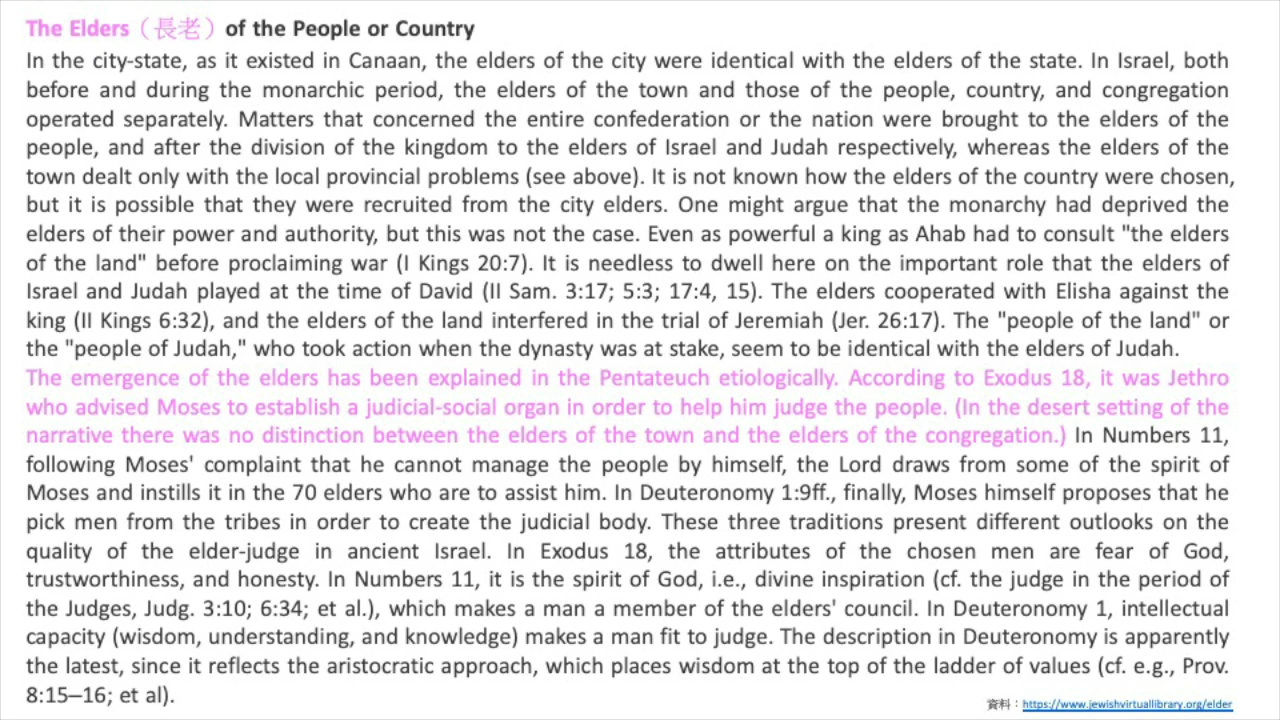 The Elders（長老）of the People or Country
In the city-state, as it existed in Canaan, the elders of the city were identical with the elders of the state. In Israel, both
before and during the monarchic period, the elders of the town and those of the people, country, and congregation
operated separately. Matters that concerned the entire confederation or the nation were brought to the elders of the
people, and after the division of the kingdom to the elders of Israel and Judah respectively, whereas the elders of the
town dealt only with the local provincial problems (see above). It is not known how the elders of the country were chosen,
but it is possible that they were recruited from the city elders. One might argue that the monarchy had deprived the
elders of their power and authority, but this was not the case. Even as powerful a king as Ahab had to consult "the elders
of the land" before proclaiming war (I Kings 20:7). It is needless to dwell here on the important role that the elders of
Israel and Judah played at the time of David (II Sam. 3:17; 5:3; 17:4, 15). The elders cooperated with Elisha against the
king (II Kings 6:32), and the elders of the land interfered in the trial of Jeremiah (Jer. 26:17). The "people of the land" or
the "people of Judah," who took action when the dynasty was at stake, seem to be identical with the elders of Judah.
The emergence of the elders has been explained in the Pentateuch etiologically. According to Exodus 18, it was Jethro
who advised Moses to establish a judicial-social organ in order to help him judge the people. (In the desert setting of the
narrative there was no distinction between the elders of the town and the elders of the congregation.) In Numbers 11,
following Moses' complaint that he cannot manage the people by himself, the Lord draws from some of the spirit of
Moses and instills it in the 70 elders who are to assist him. In Deuteronomy 1:9ff., finally, Moses himself proposes that he
pick men from the tribes in order to create the judicial body. These three traditions present different outlooks on the
quality of the elder-judge in ancient Israel. In Exodus 18, the attributes of the chosen men are fear of God,
trustworthiness, and honesty. In Numbers 11, it is the spirit of God, i.e., divine inspiration (cf. the judge in the period of
the Judges, Judg. 3:10; 6:34; et al.), which makes a man a member of the elders' council. In Deuteronomy 1, intellectual
capacity (wisdom, understanding, and knowledge) makes a man fit to judge. The description in Deuteronomy is apparently
the latest, since it reflects the aristocratic approach, which places wisdom at the top of the ladder of values (cf. e.g., Prov.
8:15–16; et al).
資料：https://www.jewishvirtuallibrary.org/elder